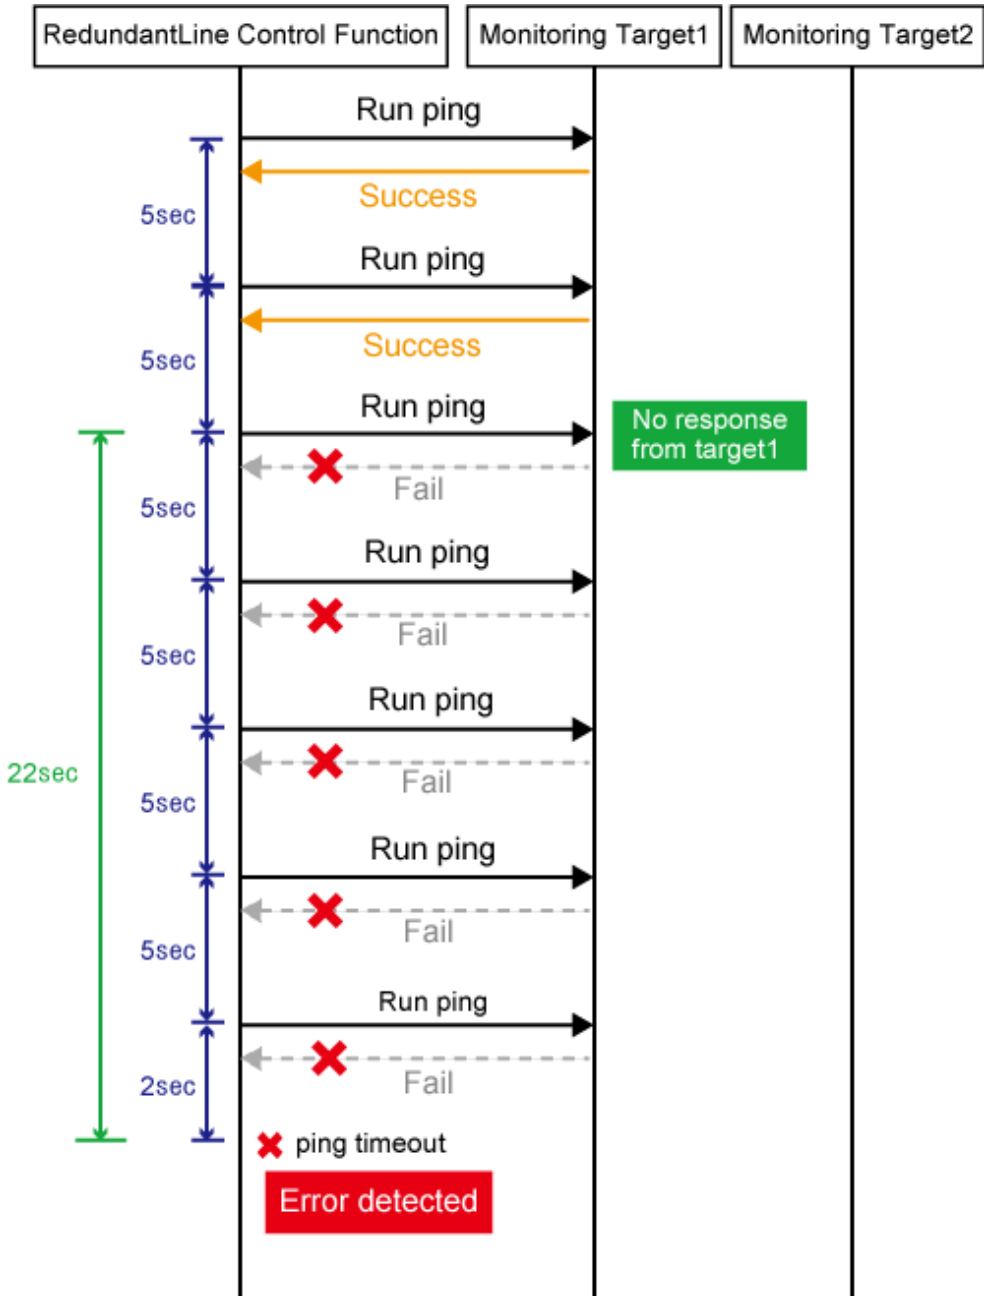 RedundantLine Control Function
Monitoring Target1
Monitoring Target2
Run ping
Success
5sec
Run ping
Success
5sec
Run ping
No response
from target1
Fail
5sec
Run ping
Fail
5sec
Run ping
22sec
Fail
5sec
Run ping
Fail
5sec
Run ping
Fail
2sec
ping timeout
Error detected